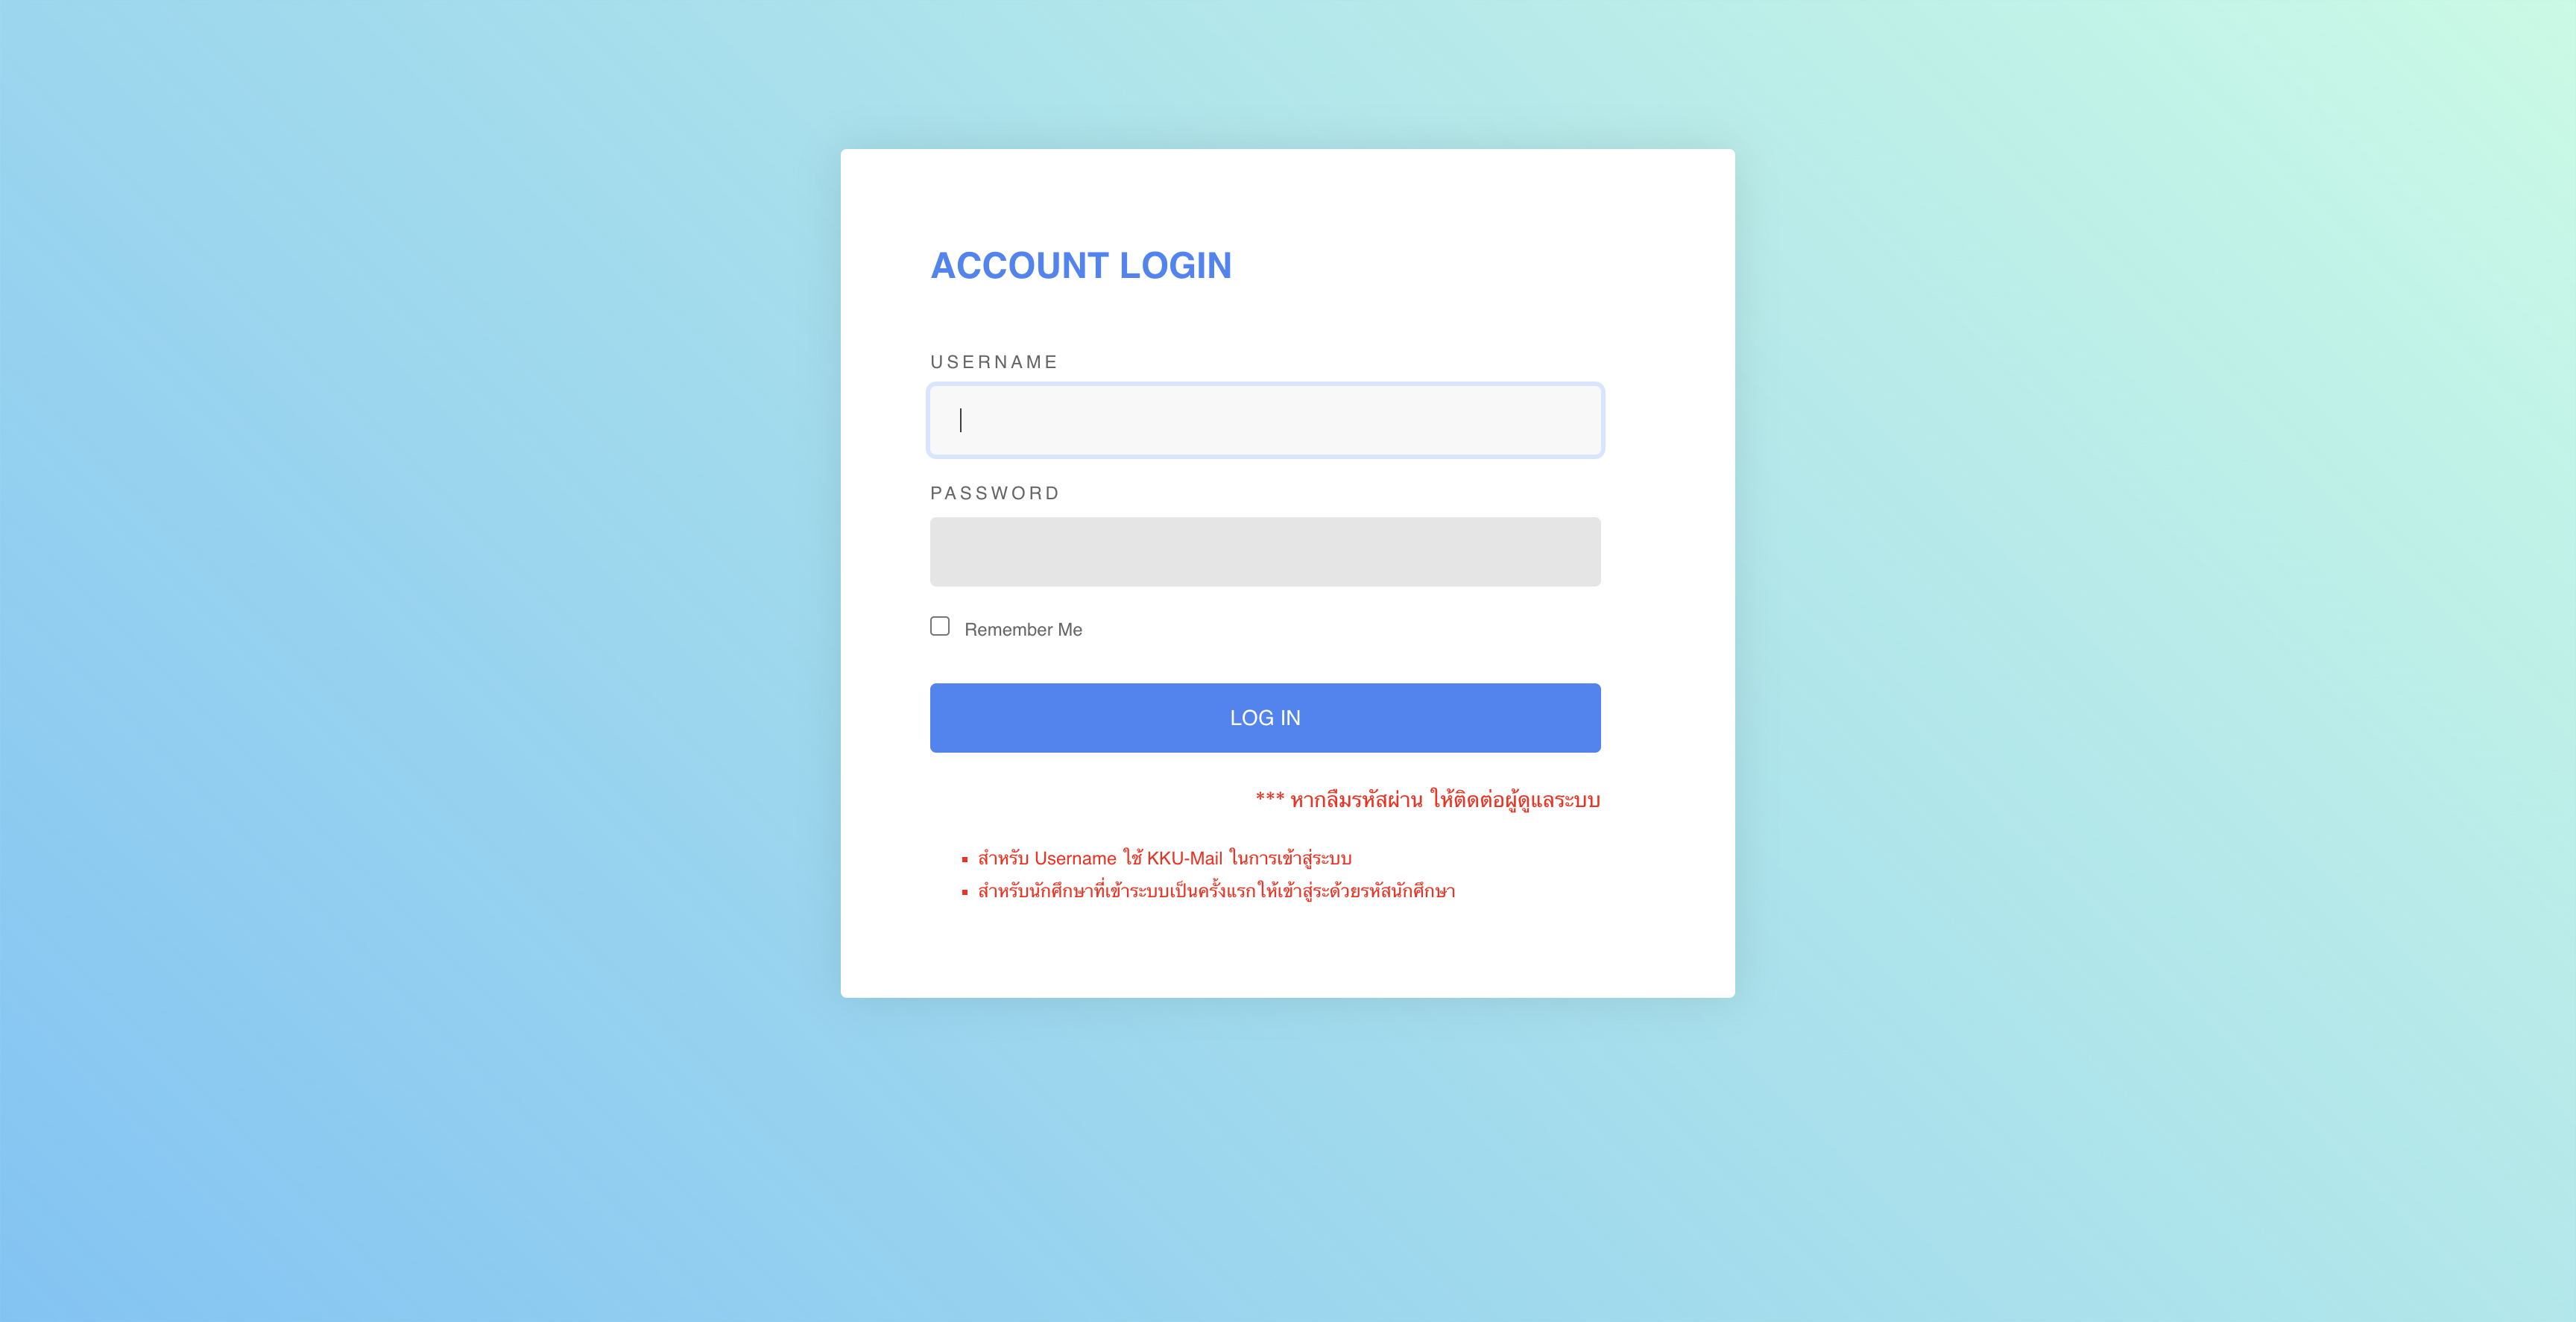 ACCOUNT LOGIN
USERNAME
PASSWORD
Remember Me
LOG IN
*** หากลืมรหัสผ่าน ให้ติดต่อผู้ดูแลระบบ
▪ สำหรับ Username ใช้ KKU-Mail ในการเข้าสู่ระบบ
▪ สำหรับนักศึกษาที่เข้าระบบเป็นครั้งแรกให้เข้าสู่ระด้วยรหัสนักศึกษา